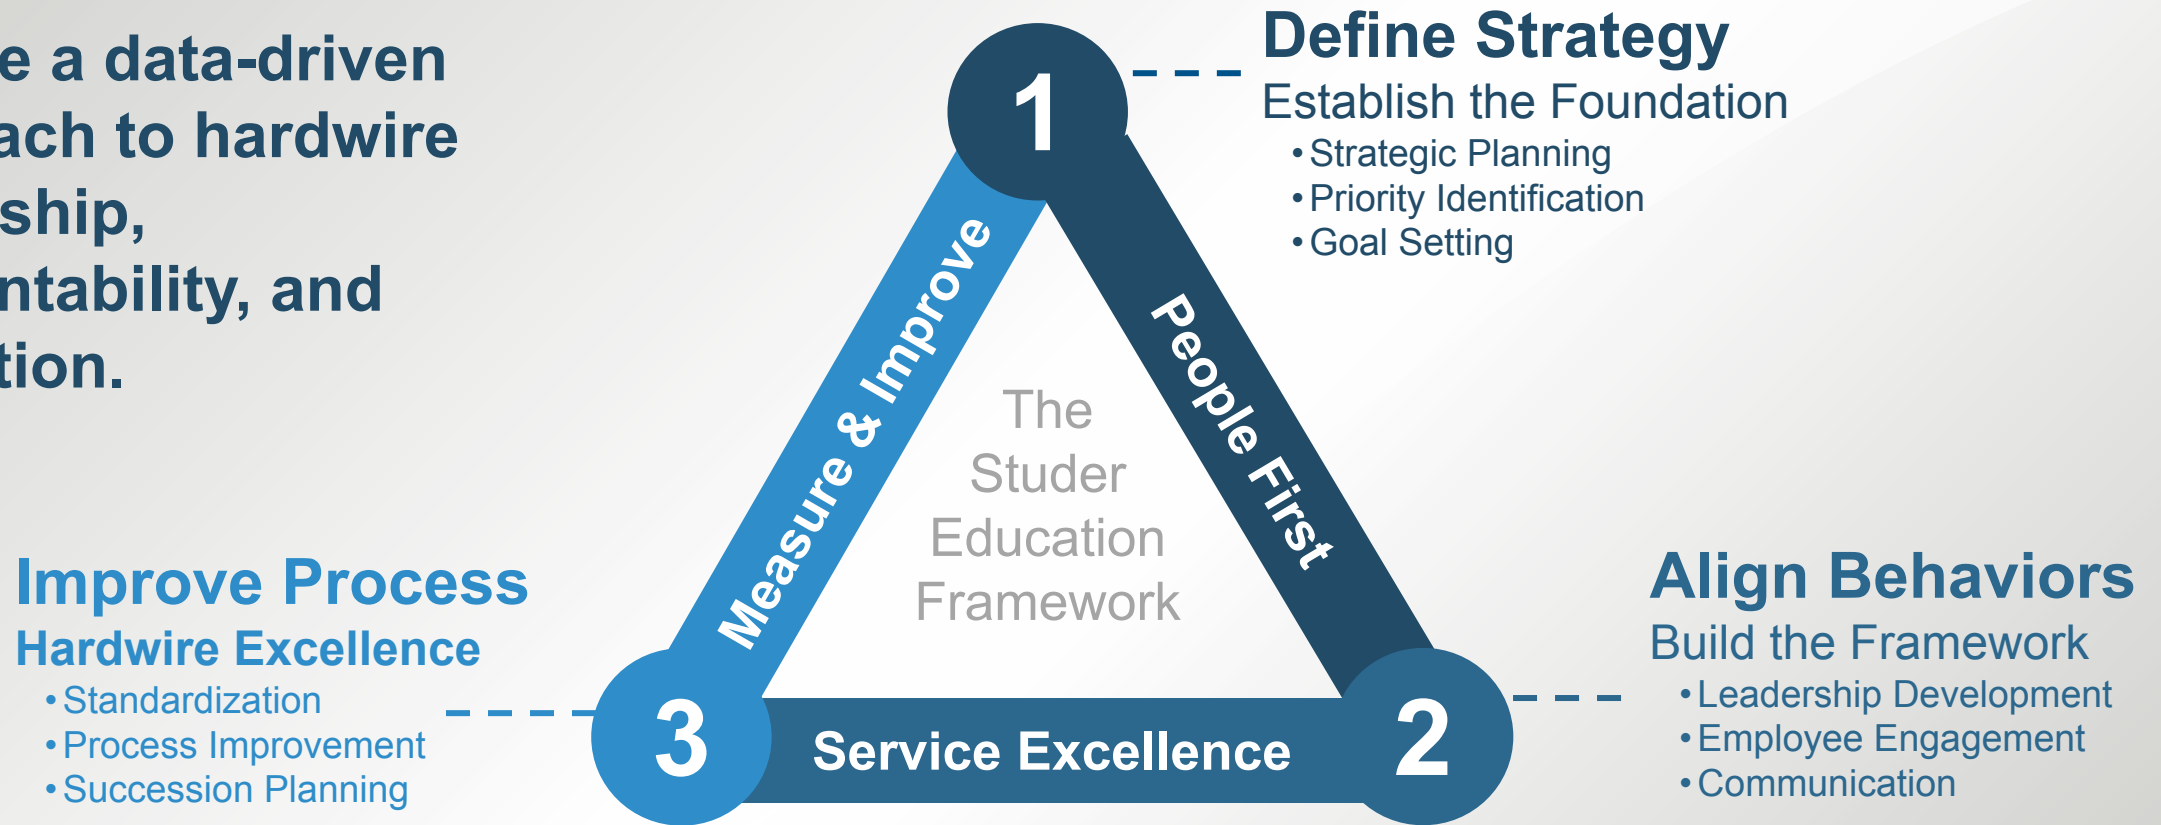 e a data-driven
ach to hardwire
ship,
ntability, and
tion.
1
Define Strategy
Establish the Foundation
• Strategic Planning
• Priority Identification
• Goal Setting
Measure & Improve
People First
The
Studer
Education
Framework
Improve Process
Hardwire Excellence
• Standardization
• Process Improvement
• Succession Planning
3
Service Excellence
2
Align Behaviors
Build the Framework
• Leadership Development
• Employee Engagement
• Communication